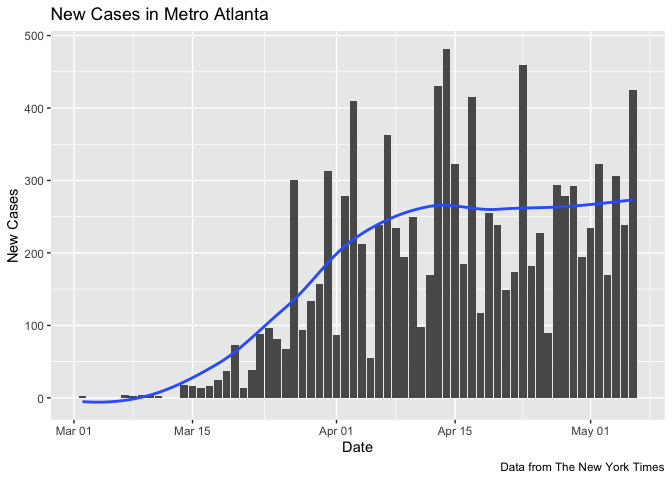 New Cases in Metro Atlanta
500
400
300
200
100
0
New Cases
Mar 01 Mar 15 Apr 01 Apr 15 May 01
Date
Data from The New York Times